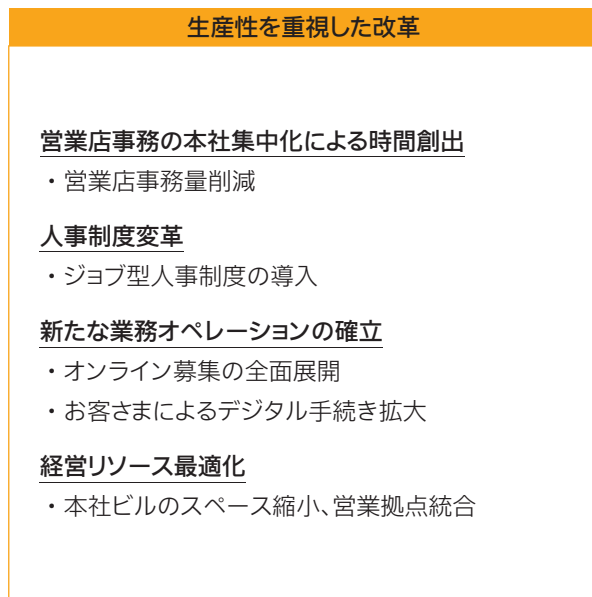 生産性を重視した改革
営業店事務の本社集中化による時間創出
・営業店事務量削減
人事制度変革
・ジョブ型人事制度の導入
新たな業務オペレーションの確立
・オンライン募集の全面展開
・お客さまによるデジタル手続き拡大
経営リソース最適化
・本社ビルのスペース縮小、営業拠点統合